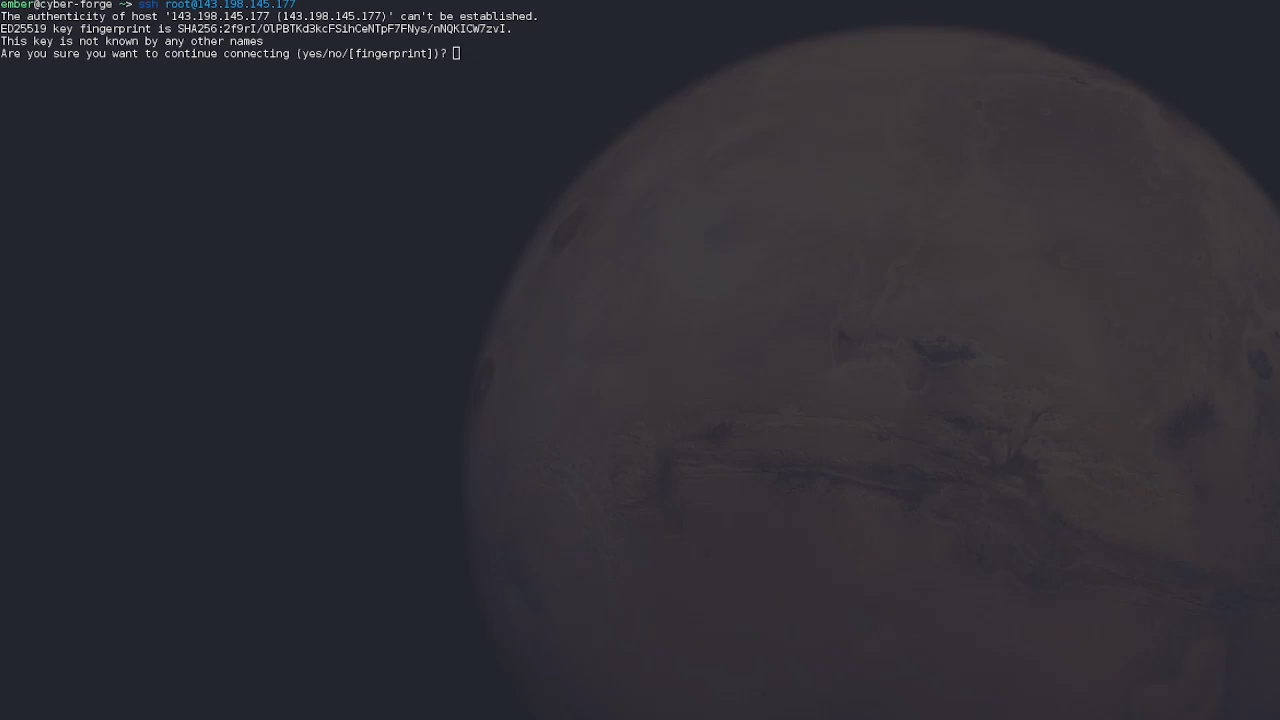 ember@cyber-forge ~> ssh root@143.198.145.177
The authenticity of host '143.198.145.177 (143.198.145.177)' can't be established.
ED25519 key fingerprint is SHA256:2f9rI/OlPBTKd3kcFSihCeNTpF7FNys/nNQKICW7zvI.
This key is not known by any other names
Are you sure you want to continue connecting (yes/no/[fingerprint])?